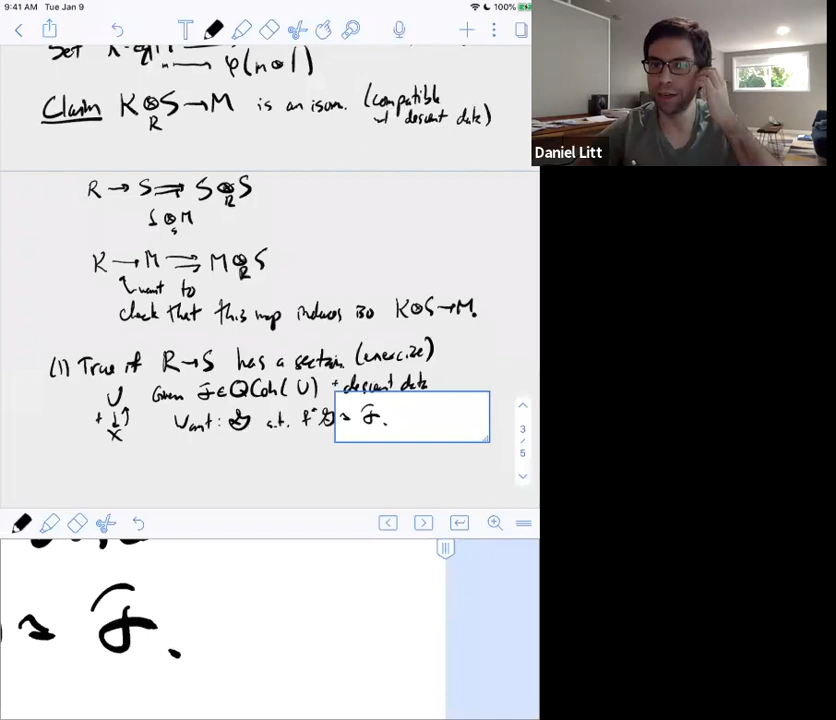 9:41 AM Tue Jan 9
100%
Set K = eq( → φ(n⊗1)
Claim K⊗S→M is an isom. (compatible
R w/ descent data)
R → S ⇉ S⊗S
R
S⊗M
S
K → M ⇉ M⊗S
R
want to
check that this map induces iso K⊗S→M.
(1) True if R→S has a section (exercize)
U Given F∈QCoh(U) + descent data
f ↓↑ Want: G s.t. f*G ≃ F.
X
3
/
5
≃ F.
Daniel Litt